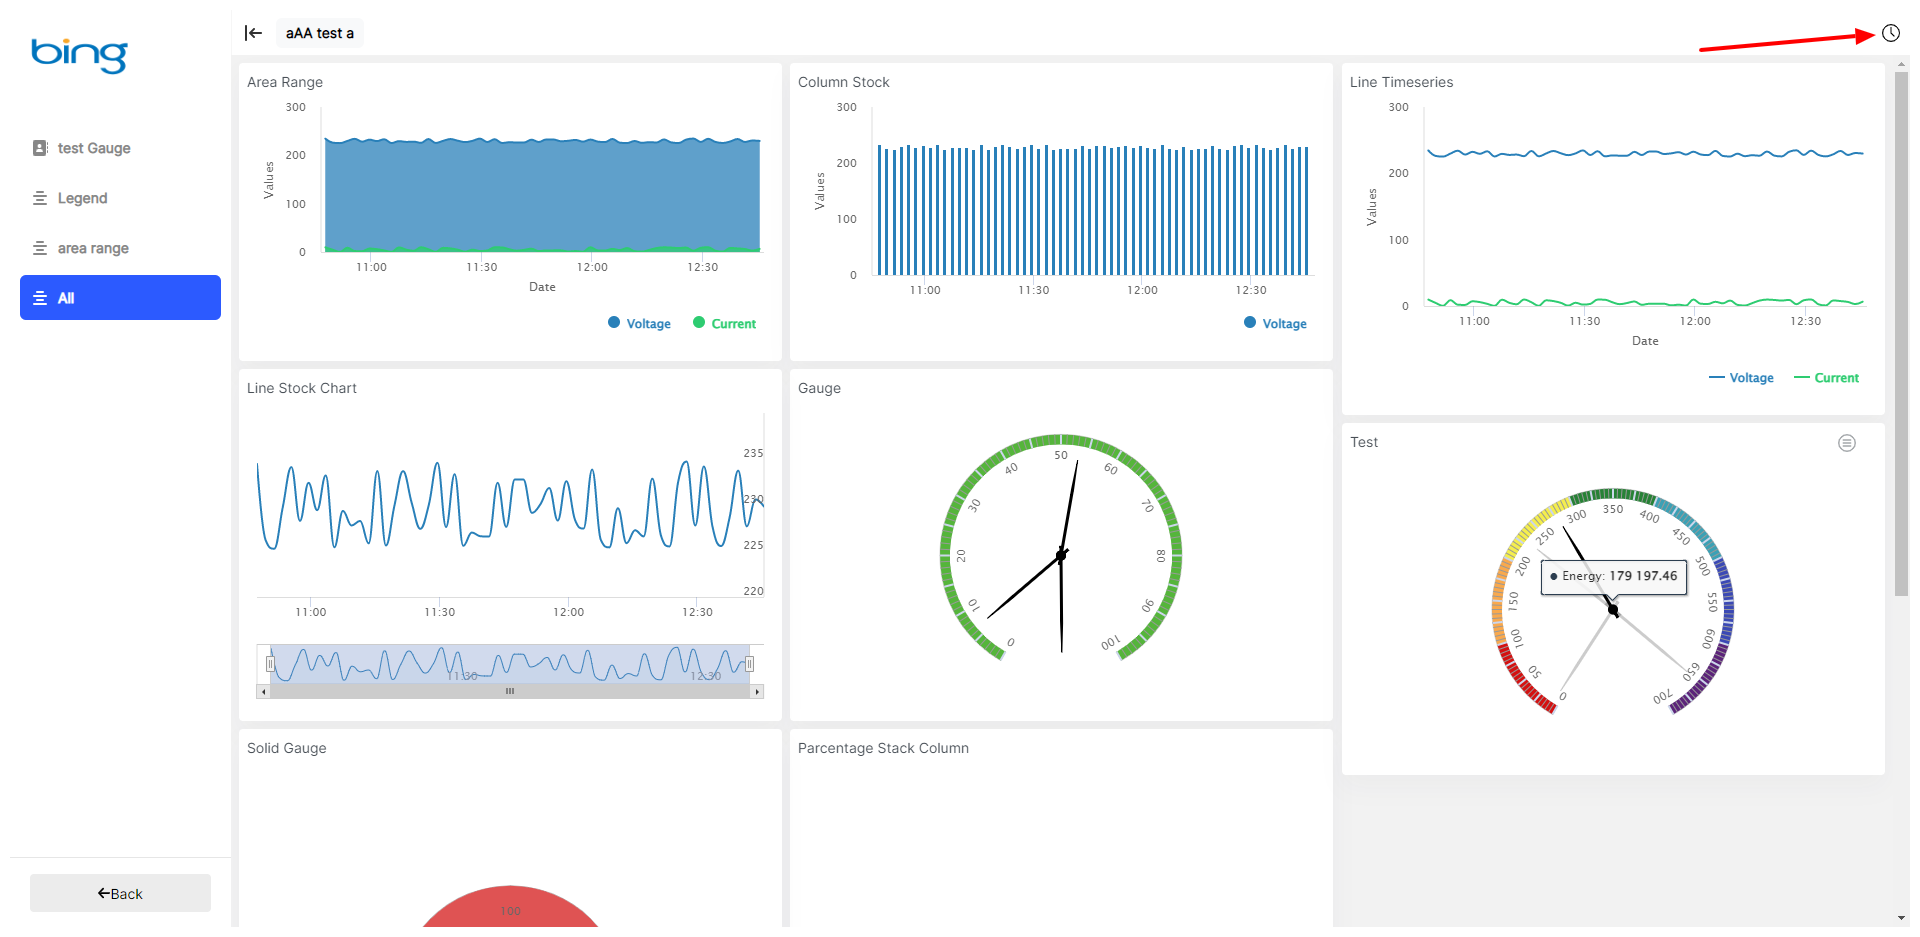 bing
aAA test a
test Gauge
Legend
area range
All
Back
Area Range
300
200
100
0
Values
11:00 11:30 12:00 12:30
Date
Voltage Current
Column Stock
300
200
100
0
Values
11:00 11:30 12:00 12:30
Voltage
Line Timeseries
300
200
100
0
Values
11:00 11:30 12:00 12:30
Date
Voltage Current
Line Stock Chart
235
230
225
220
11:00 11:30 12:00 12:30
11:30 12:30
Gauge
0 10 20 30 40 50 60 70 80 90 100
Test
0 50 100 150 200 250 300 350 400 450 500 550 600 650 700
Energy: 179 197.46
Solid Gauge
100
Parcentage Stack Column